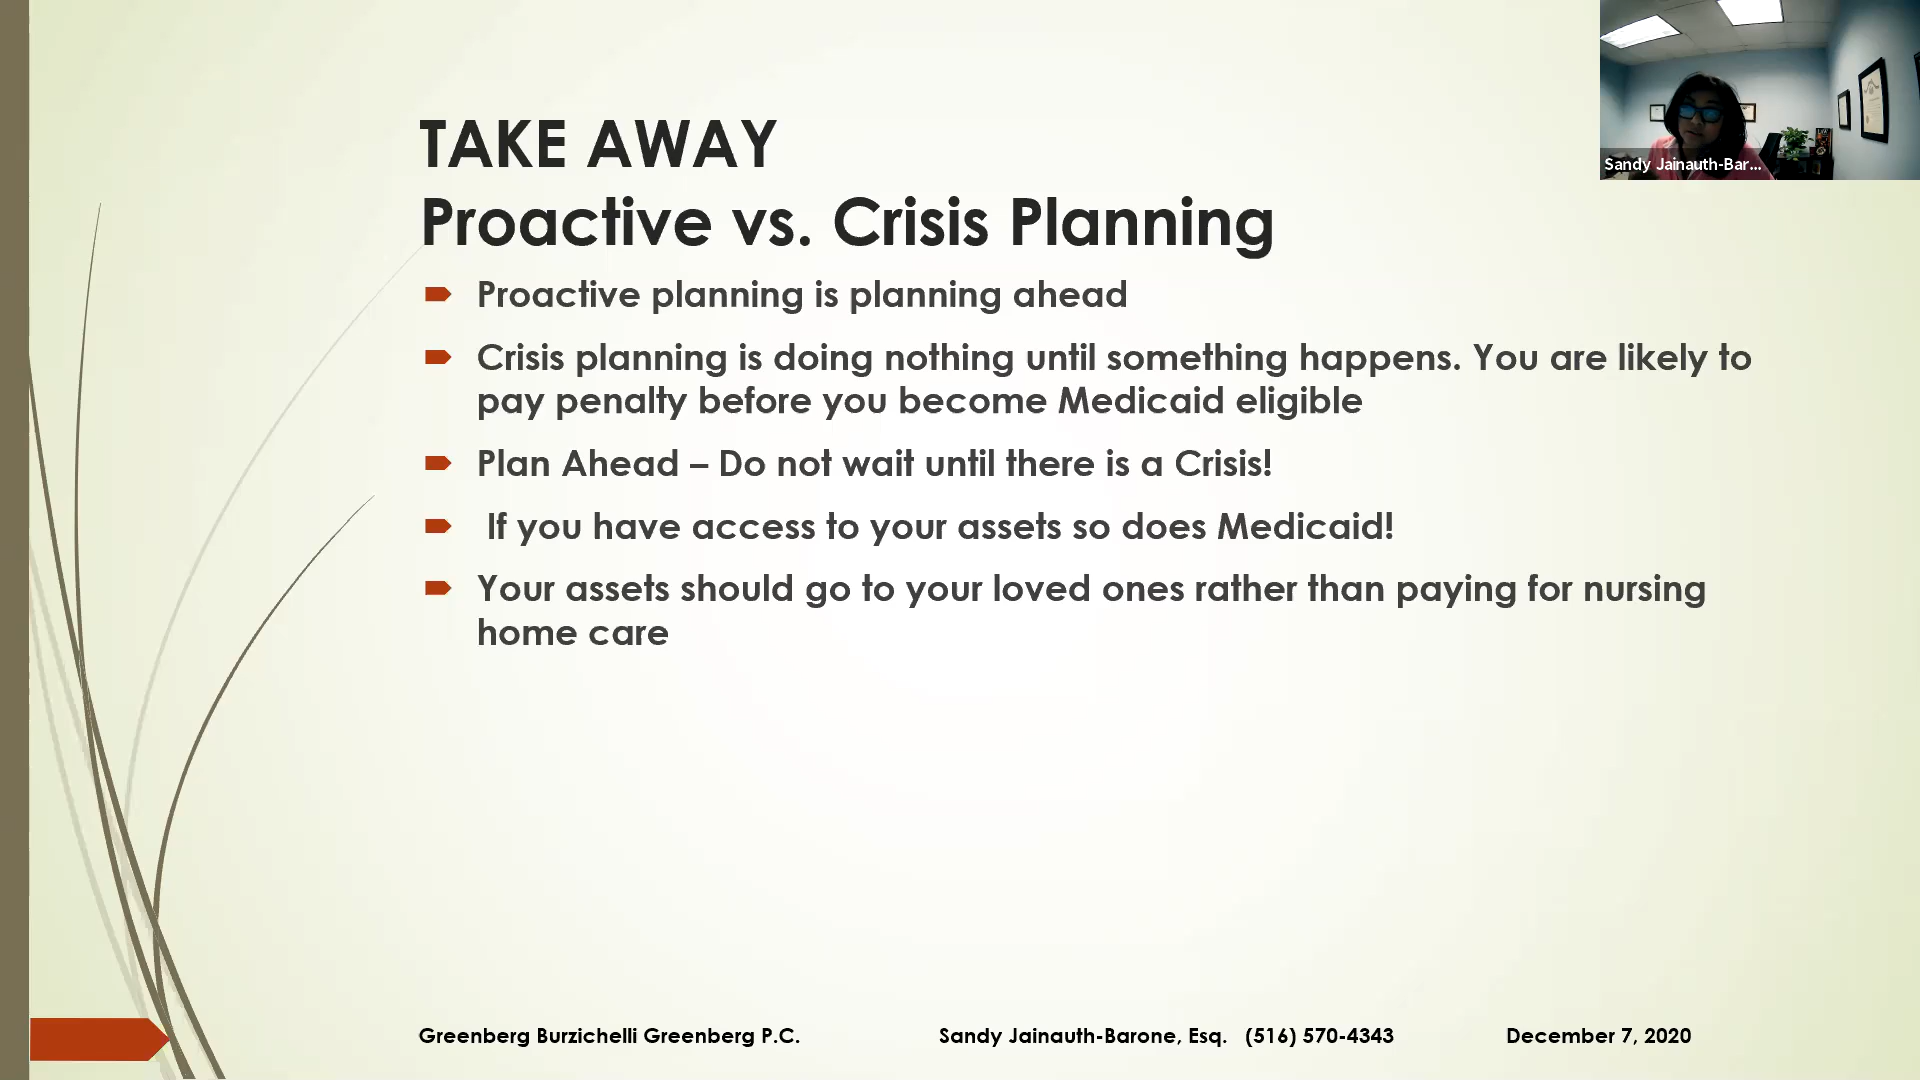 TAKE AWAY
Proactive vs. Crisis Planning
Proactive planning is planning ahead
Crisis planning is doing nothing until something happens. You are likely to
pay penalty before you become Medicaid eligible
Plan Ahead – Do not wait until there is a Crisis!
If you have access to your assets so does Medicaid!
Your assets should go to your loved ones rather than paying for nursing
home care
Sandy Jainauth-Bar...
Greenberg Burzichelli Greenberg P.C. Sandy Jainauth-Barone, Esq. (516) 570-4343 December 7, 2020